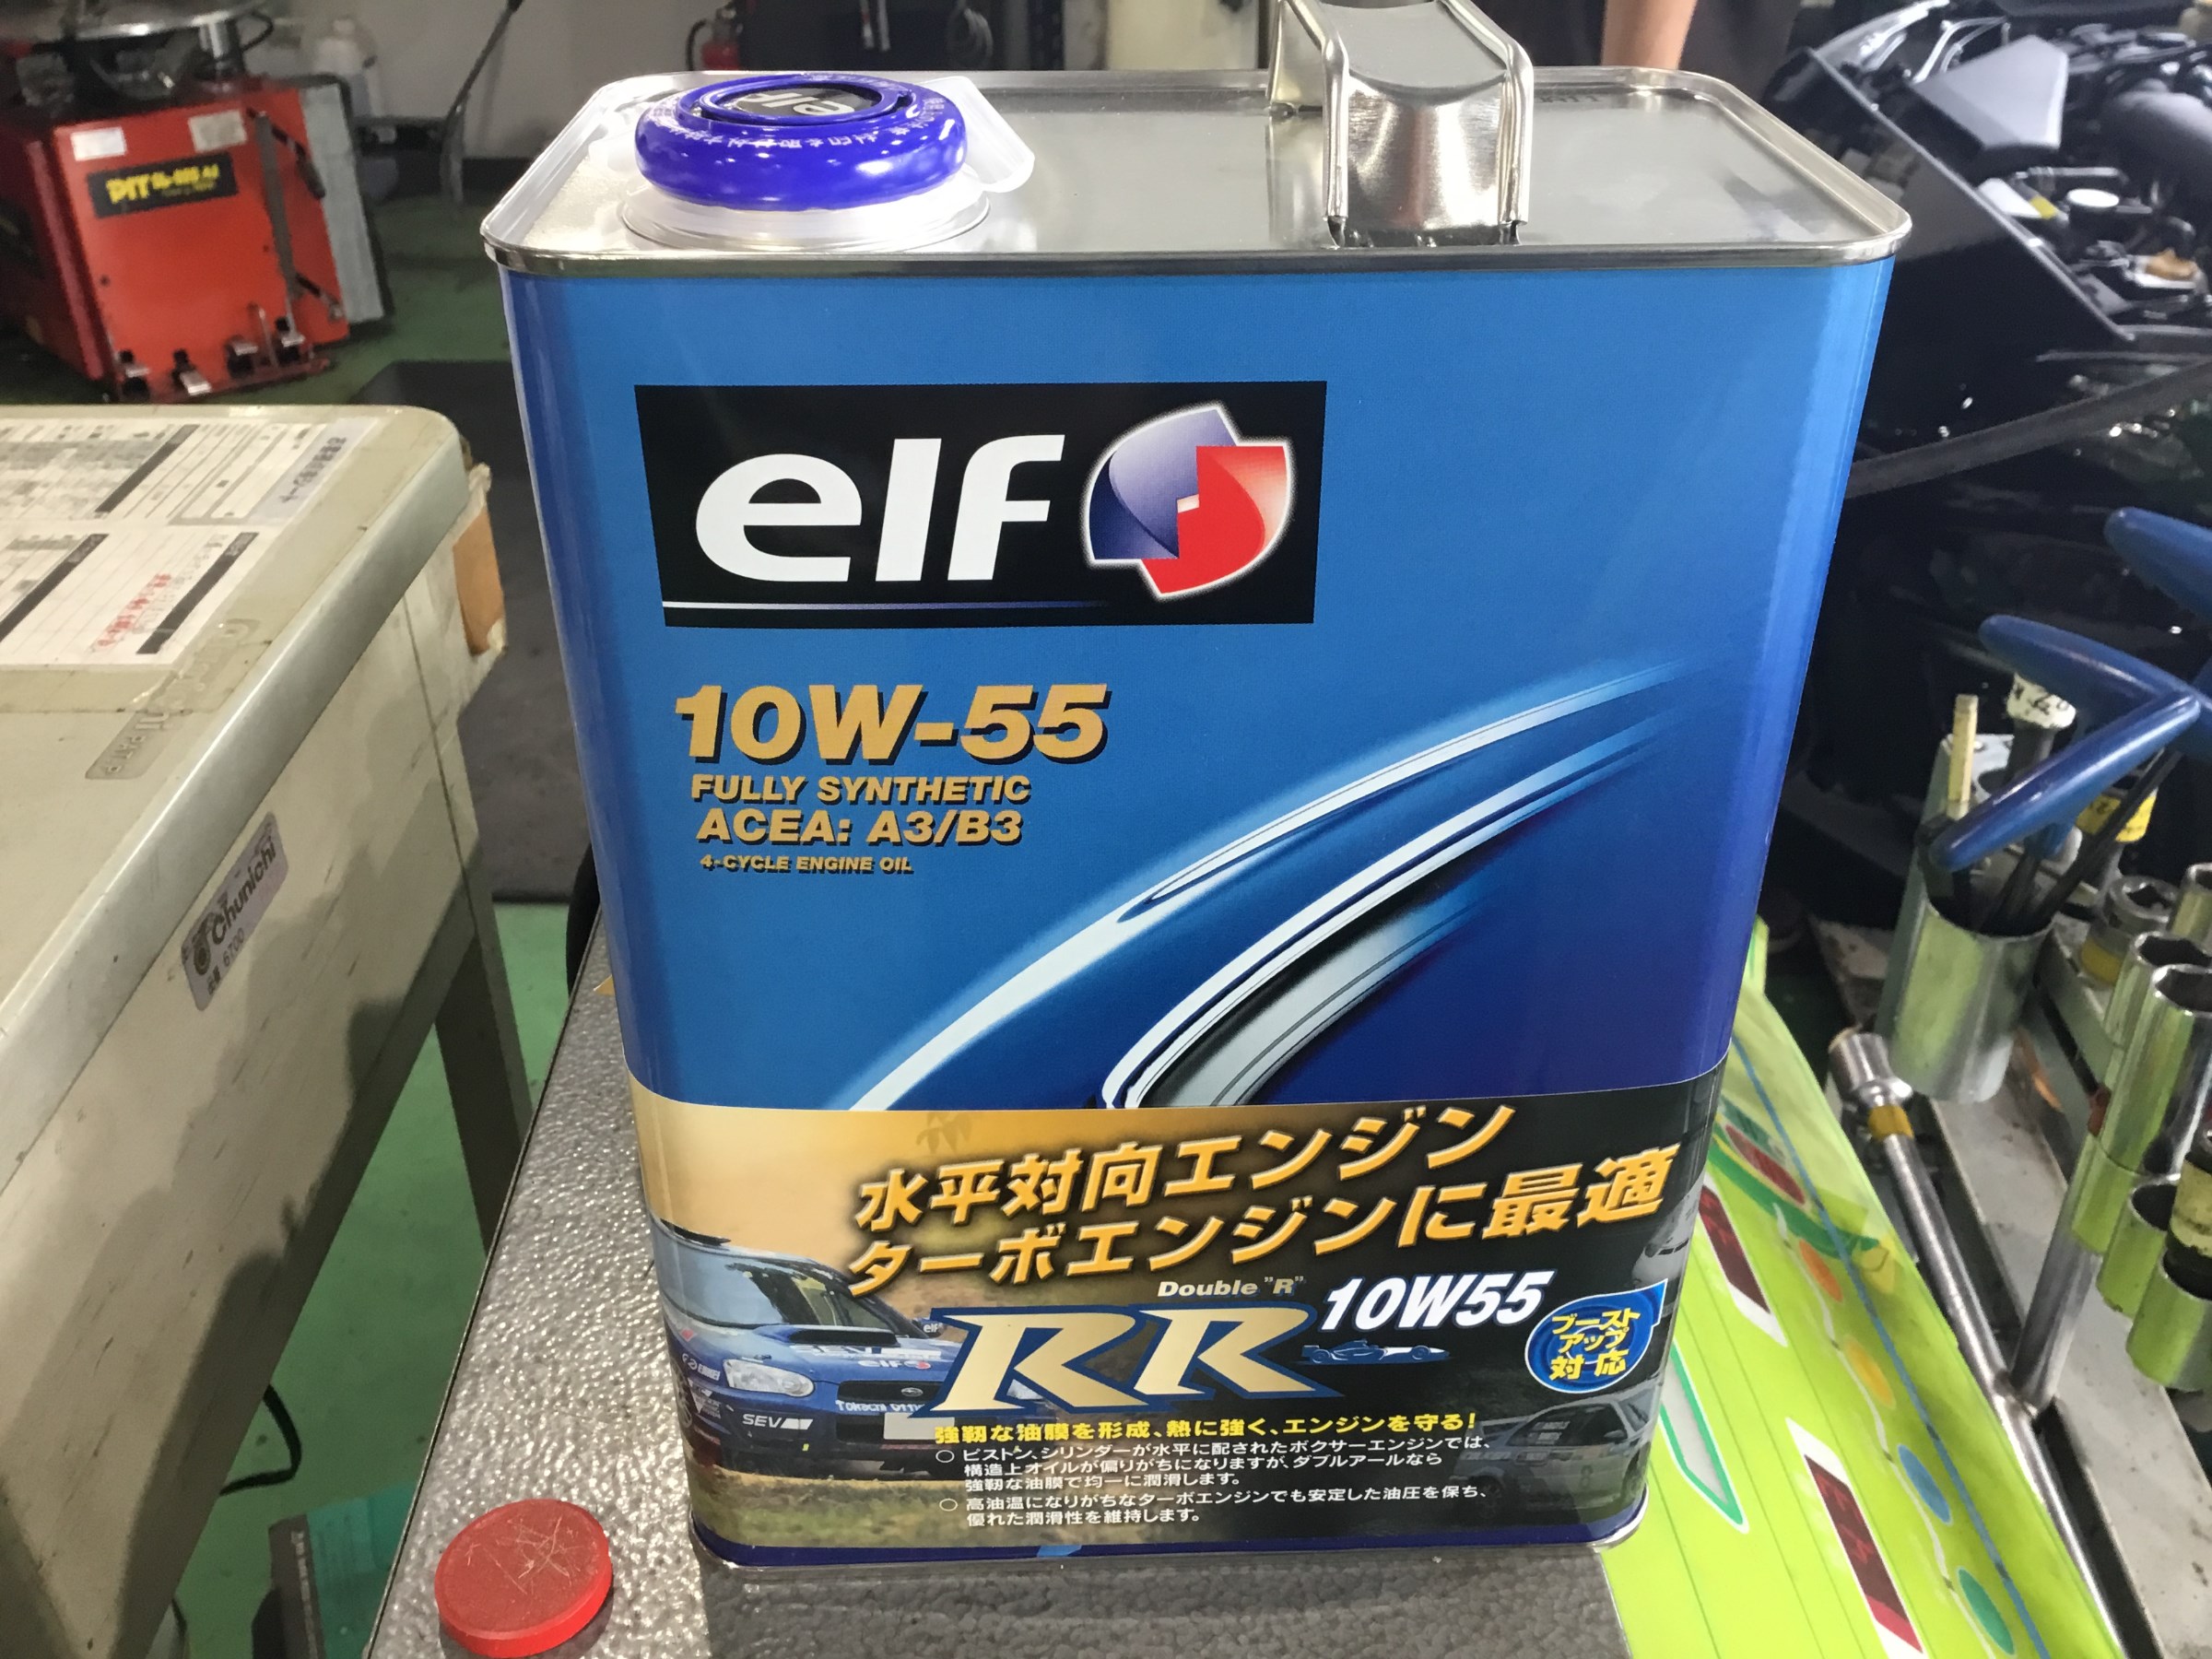 elf
10W-55
FULLY SYNTHETIC
ACEA: A3/B3
4-CYCLE ENGINE OIL
水平対向エンジン
ターボエンジンに最適
Double "R"
RR 10W55
ブースト
アップ
対応
強靭な油膜を形成、熱に強く、エンジンを守る!
○ ピストン、シリンダーが水平に配されたボクサーエンジンでは、
構造上オイルが偏りがちになりますが、ダブルアールなら
強靭な油膜で均一に潤滑します。
○ 高油温になりがちなターボエンジンでも安定した油圧を保ち、
優れた潤滑性を維持します。
elf
elf
SEV
SEV
elf
PIT
Chunichi
6700